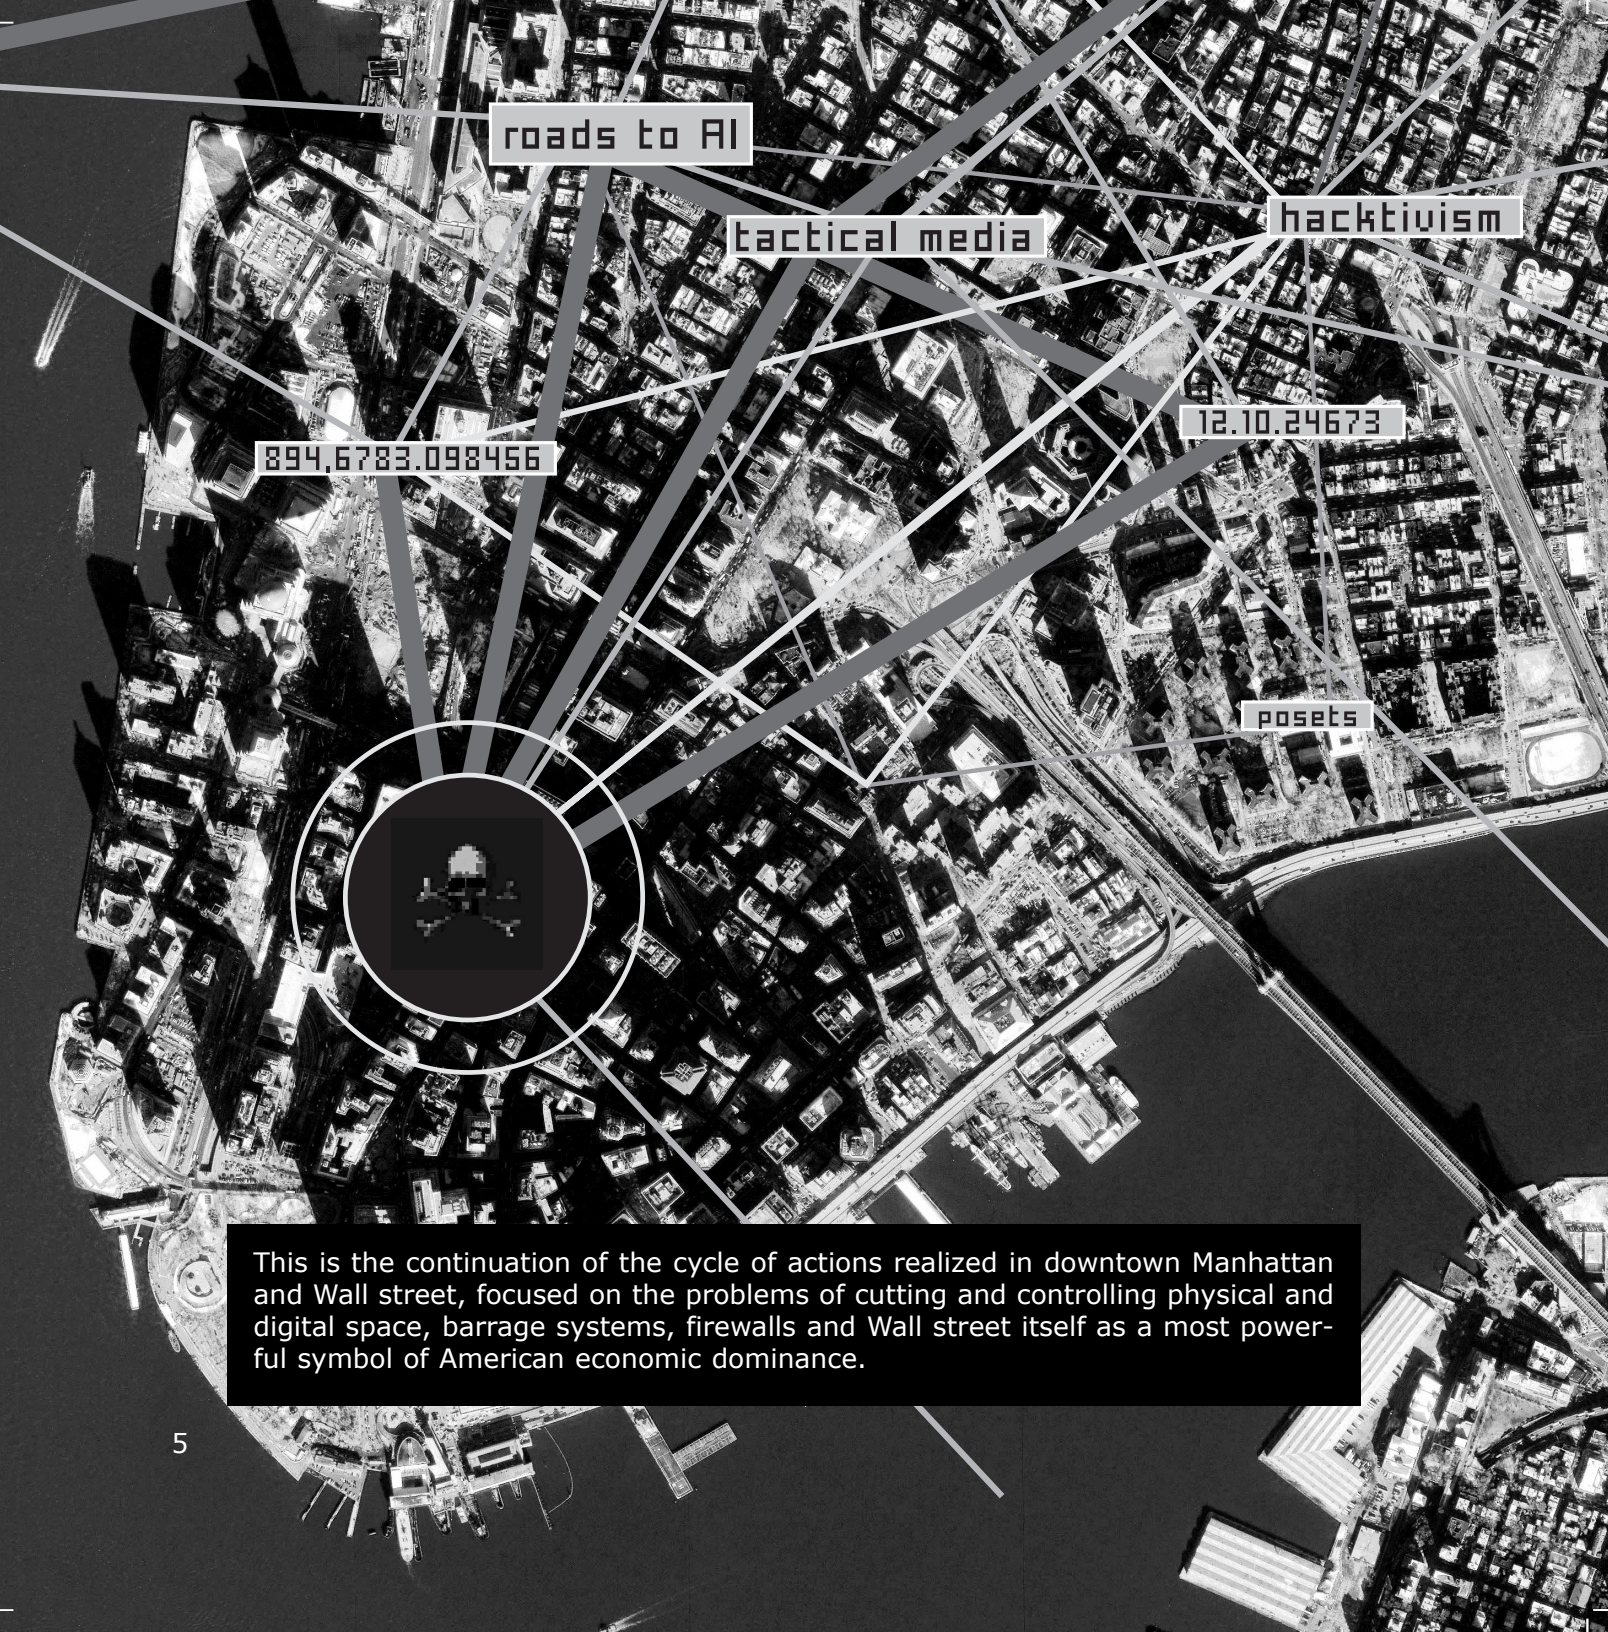 roads to AI
tactical media
hacktivism
12.10.24673
894,6783.098456
posets
This is the continuation of the cycle of actions realized in downtown Manhattan
and Wall street, focused on the problems of cutting and controlling physical and
digital space, barrage systems, firewalls and Wall street itself as a most power-
ful symbol of American economic dominance.
5